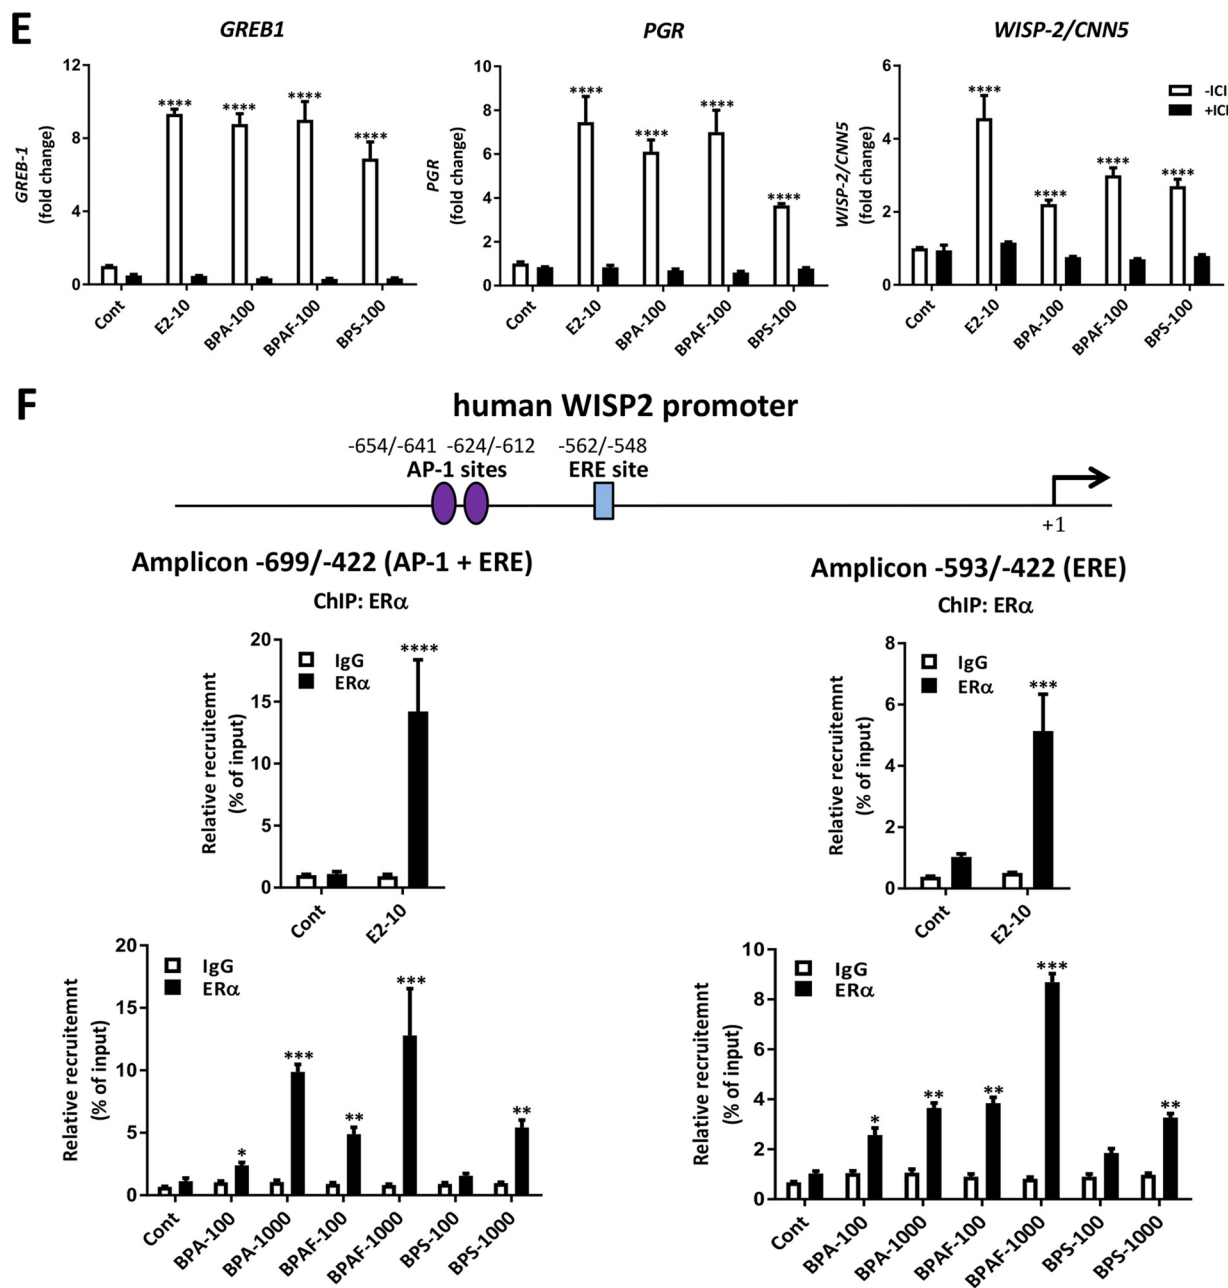 E
GREB1
PGR
WISP-2/CNN5
GREB-1
(fold change)
12
8
4
0
****
****
****
****
Cont
E2-10
BPA-100
BPAF-100
BPS-100
PGR
(fold change)
10
8
6
4
2
0
****
****
****
****
Cont
E2-10
BPA-100
BPAF-100
BPS-100
WISP-2/CNN5
(fold change)
6
4
2
0
****
****
****
****
-ICI
+ICI
Cont
E2-10
BPA-100
BPAF-100
BPS-100
F
human WISP2 promoter
-654/-641 -624/-612 -562/-548
AP-1 sites ERE site
+1
Amplicon -699/-422 (AP-1 + ERE)
ChIP: ERα
Relative recruitemnt
(% of input)
20
15
10
5
0
IgG
ERα
****
Cont
E2-10
Amplicon -593/-422 (ERE)
ChIP: ERα
Relative recruitemnt
(% of input)
8
6
4
2
0
IgG
ERα
***
Cont
E2-10
Relative recruitemnt
(% of input)
20
15
10
5
0
IgG
ERα
*
***
**
***
**
Cont
BPA-100
BPA-1000
BPAF-100
BPAF-1000
BPS-100
BPS-1000
Relative recruitemnt
(% of input)
10
8
6
4
2
0
IgG
ERα
*
**
**
***
**
Cont
BPA-100
BPA-1000
BPAF-100
BPAF-1000
BPS-100
BPS-1000